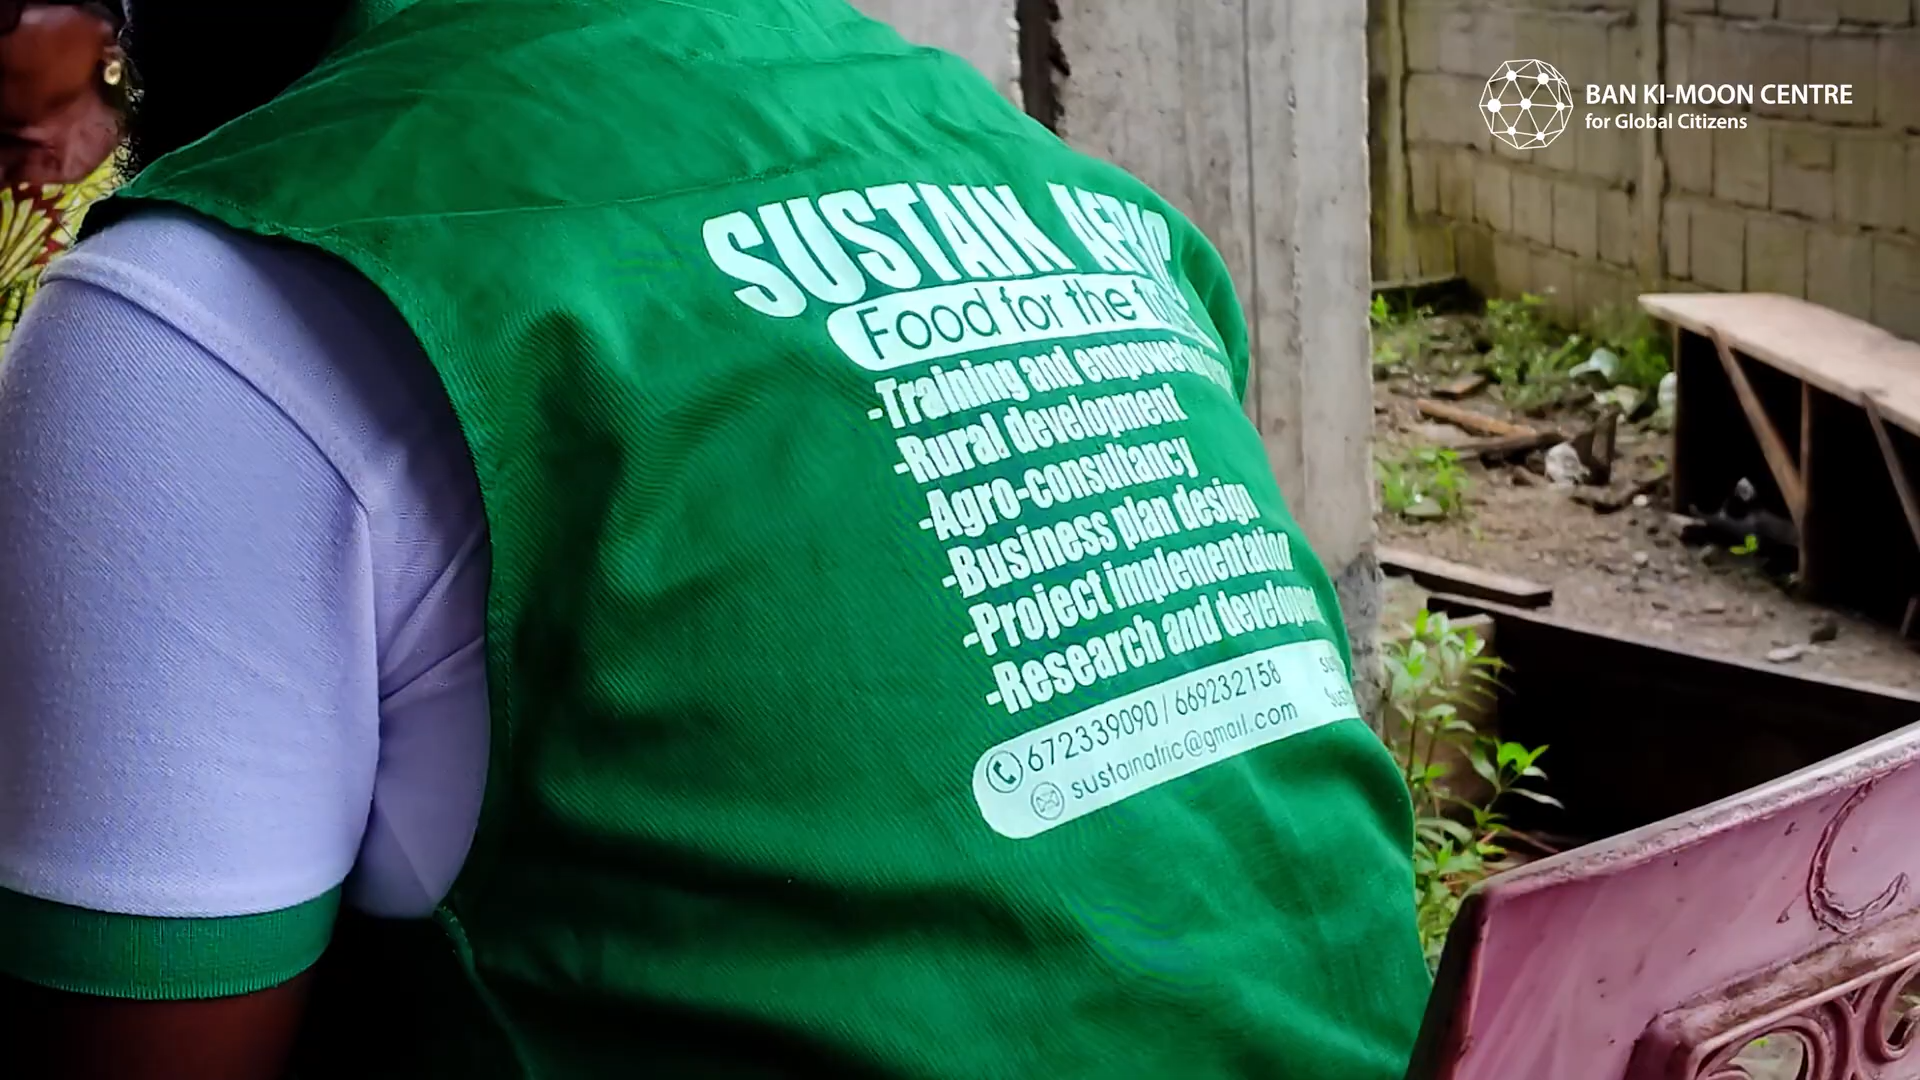 BAN KI-MOON CENTRE
for Global Citizens
SUSTAIN AFRIC
Food for the
-Training and
-Rural development
-Agro-consultancy
-Business plan design
-Project implementation
-Research and
672339090 / 669232158
sustainafric@gmail.com